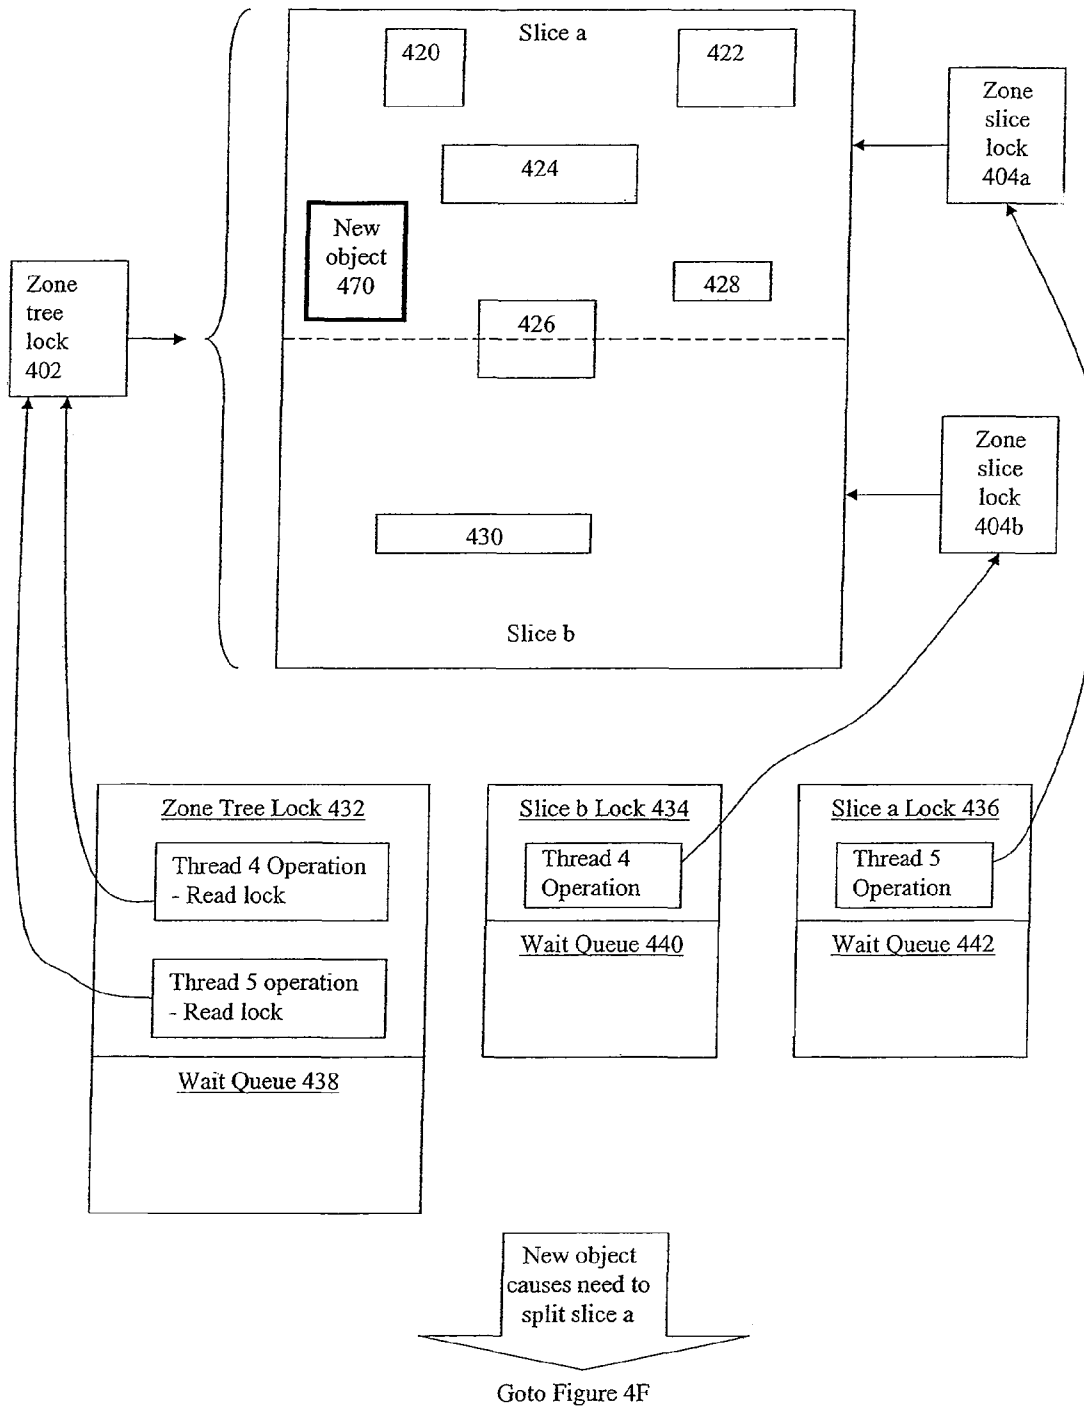 Slice a
420
422
Zone
slice
lock
404a
424
New
object
470
Zone
tree
lock
402
428
426
Zone
slice
lock
404b
430
Slice b
Zone Tree Lock 432
Thread 4 Operation
- Read lock
Thread 5 operation
- Read lock
Wait Queue 438
Slice b Lock 434
Thread 4
Operation
Wait Queue 440
Slice a Lock 436
Thread 5
Operation
Wait Queue 442
New object
causes need to
split slice a
Goto Figure 4F